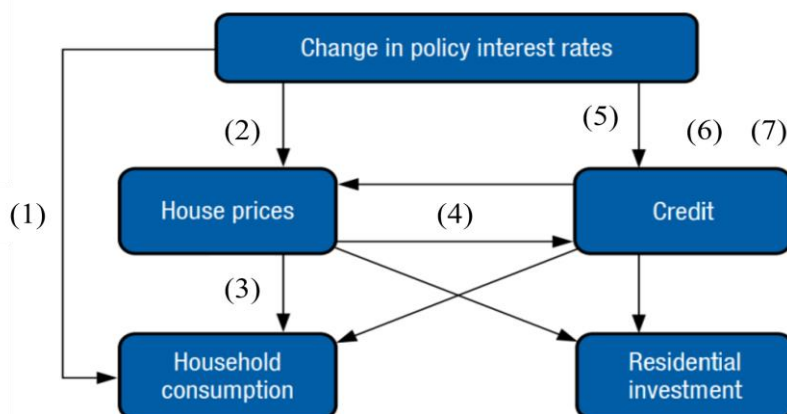 Change in policy interest rates
(2)
(5)
(6)
(7)
(1)
House prices
(4)
Credit
(3)
Household
consumption
Residential
investment